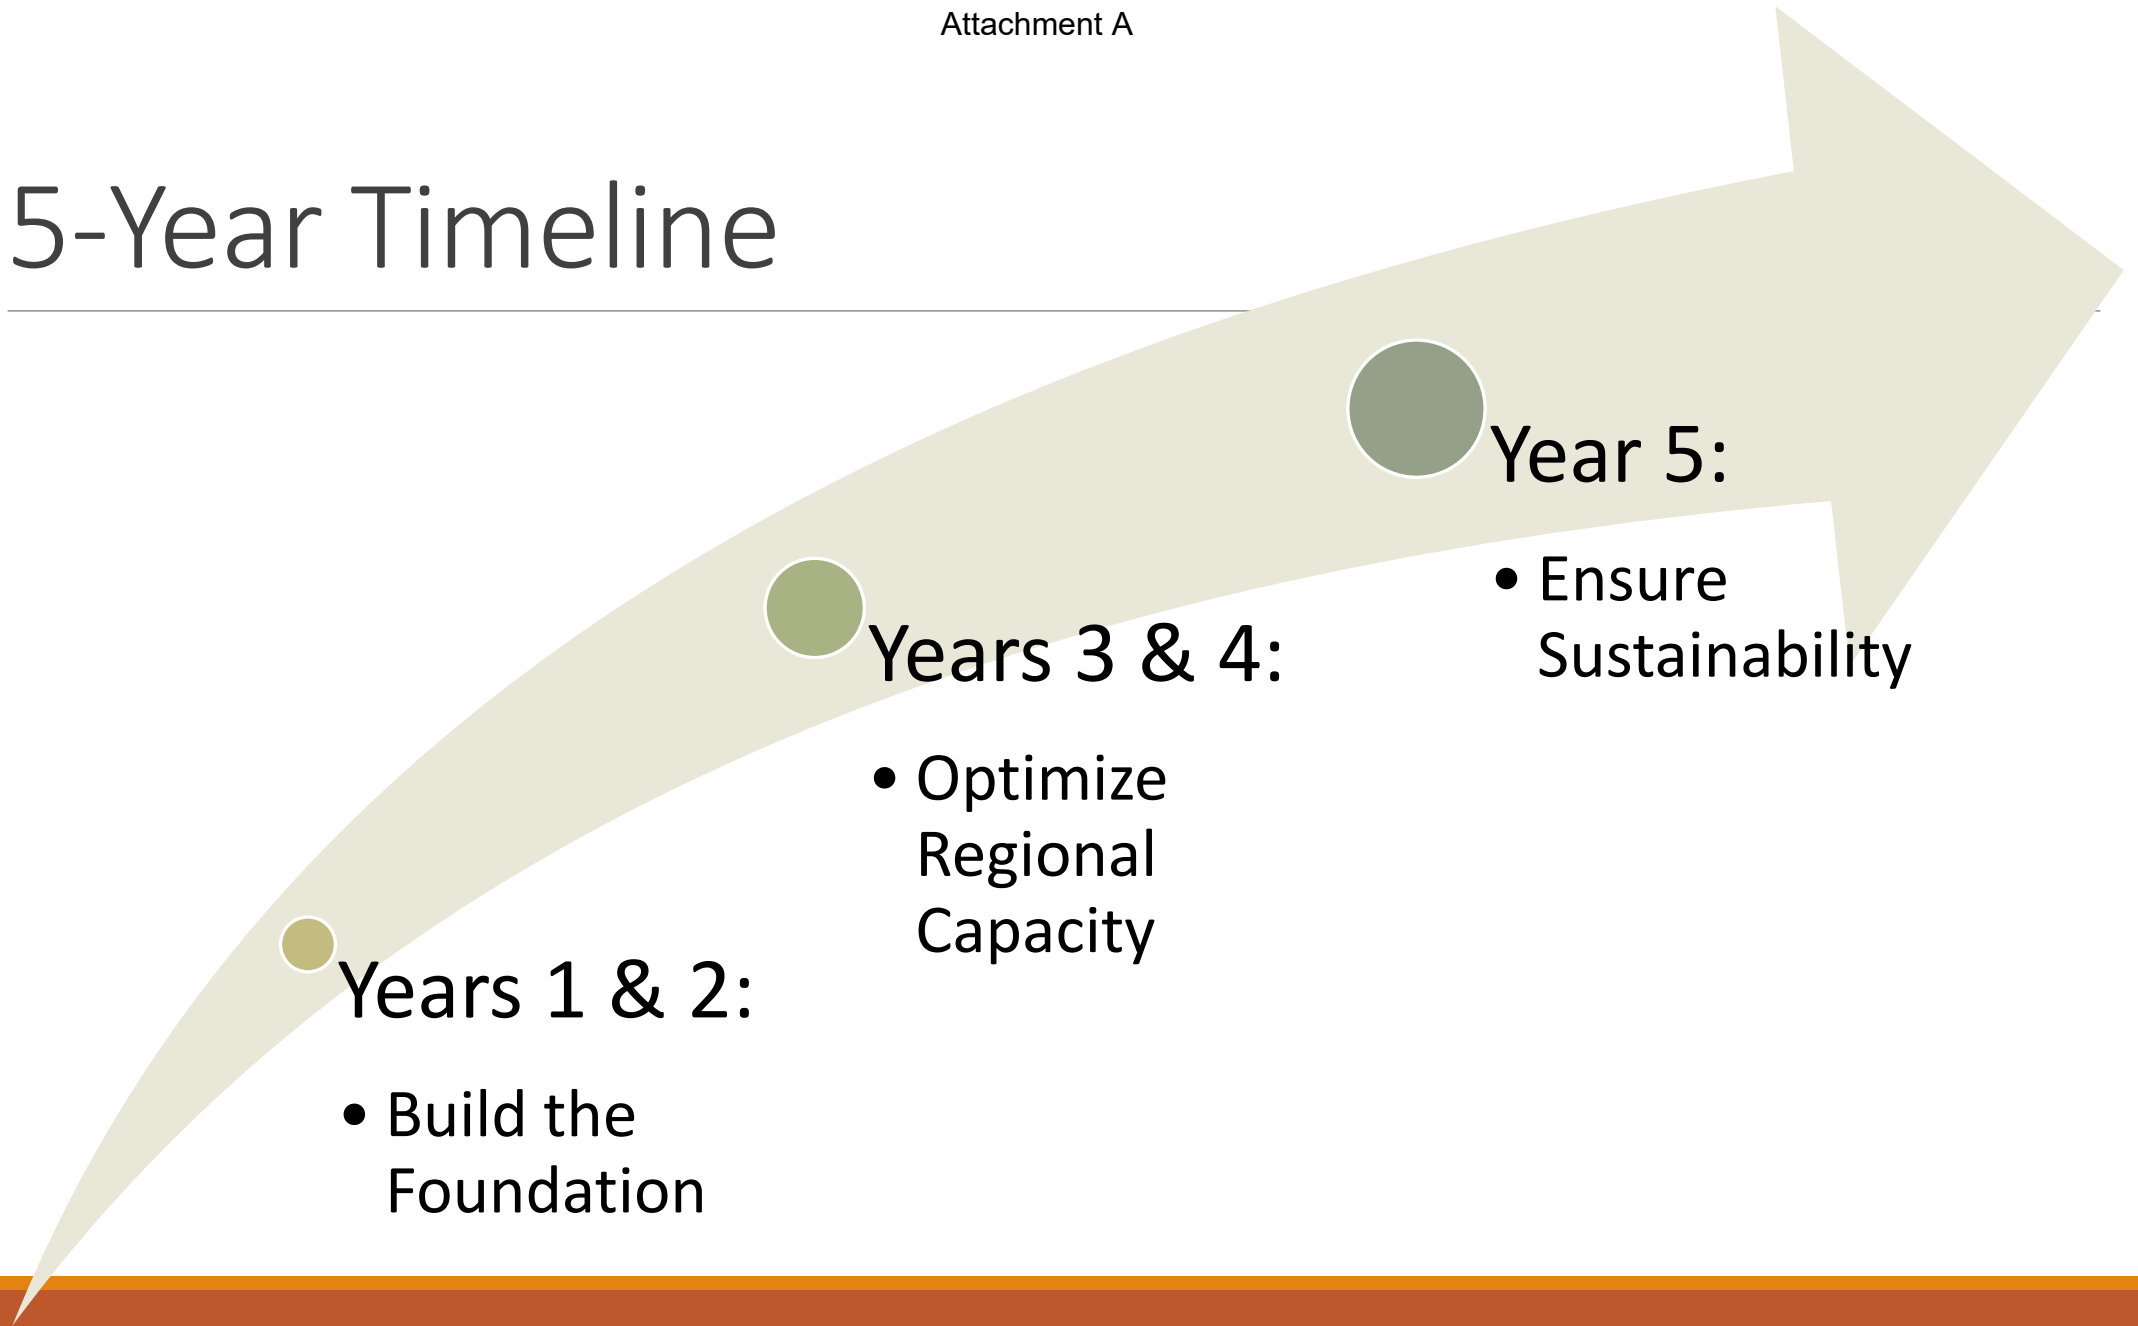 Attachment A
5-Year Timeline
Years 1 & 2:
• Build the
Foundation
Years 3 & 4:
• Optimize
Regional
Capacity
Year 5:
• Ensure
Sustainability